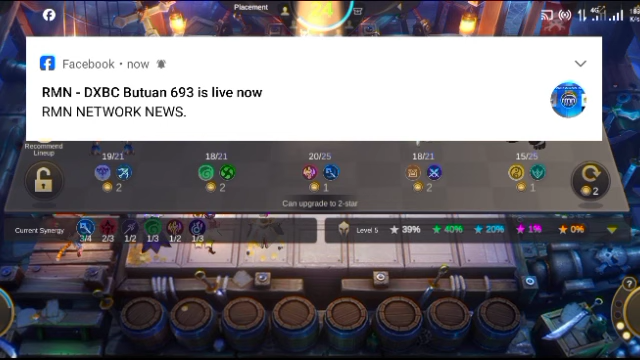 Placement
4G
Facebook • now
RMN - DXBC Butuan 693 is live now
RMN NETWORK NEWS.
Recommend
Lineup
19/21 18/21 20/25 18/21 15/25
2 2 1 2 1 2
Can upgrade to 2-star
Current Synergy
3/4 2/3 1/2 1/3 1/2 1/3
Level 5 39% 40% 20% 1% 0%
?